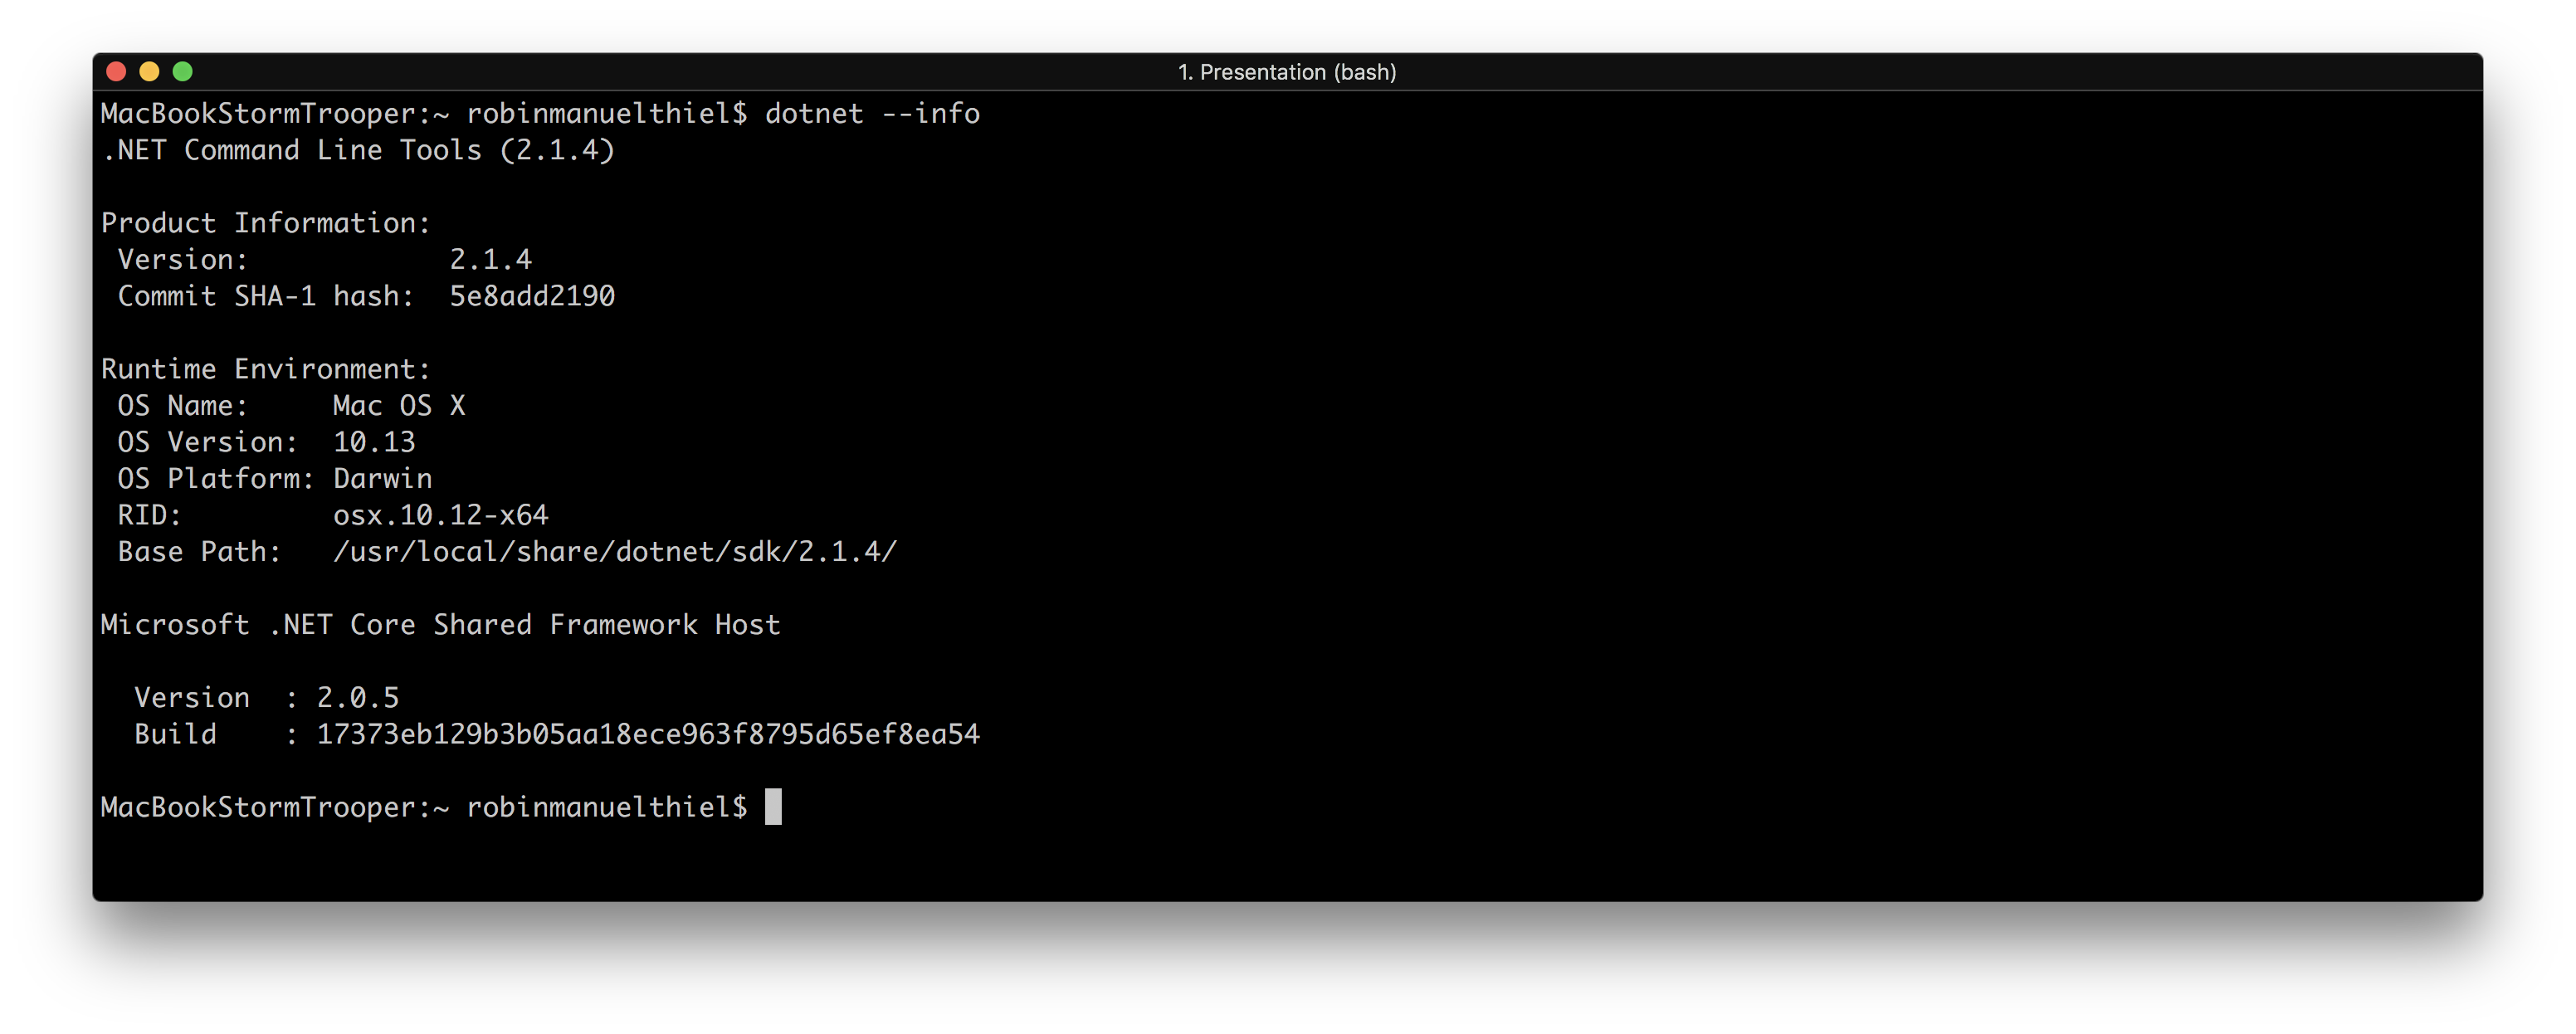 1. Presentation (bash)
MacBookStormTrooper:~ robinmanuelthiel$ dotnet --info
.NET Command Line Tools (2.1.4)

Product Information:
 Version:            2.1.4
 Commit SHA-1 hash:  5e8add2190

Runtime Environment:
 OS Name:     Mac OS X
 OS Version:  10.13
 OS Platform: Darwin
 RID:         osx.10.12-x64
 Base Path:   /usr/local/share/dotnet/sdk/2.1.4/

Microsoft .NET Core Shared Framework Host

  Version  : 2.0.5
  Build    : 17373eb129b3b05aa18ece963f8795d65ef8ea54

MacBookStormTrooper:~ robinmanuelthiel$